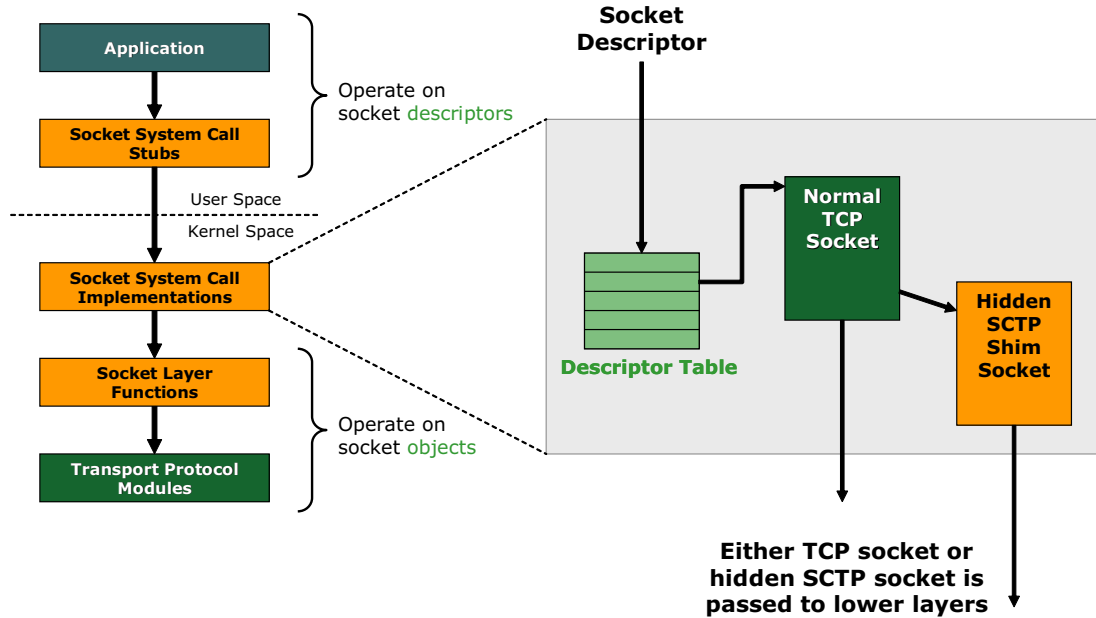 Application
Socket System Call
Stubs
Operate on
socket descriptors
User Space
Kernel Space
Socket System Call
Implementations
Socket Layer
Functions
Transport Protocol
Modules
Operate on
socket objects
Socket
Descriptor
Descriptor Table
Normal
TCP
Socket
Hidden
SCTP
Shim
Socket
Either TCP socket or
hidden SCTP socket is
passed to lower layers